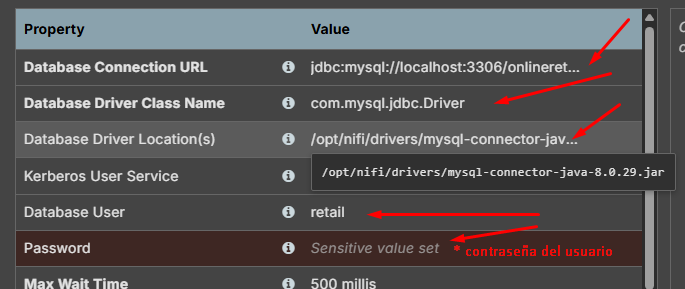 Property Value
Database Connection URL jdbc:mysql://localhost:3306/onlineret...
Database Driver Class Name com.mysql.jdbc.Driver
Database Driver Location(s) /opt/nifi/drivers/mysql-connector-jav...
/opt/nifi/drivers/mysql-connector-java-8.0.29.jar
Kerberos User Service
Database User retail
Password Sensitive value set * contraseña del usuario
Max Wait Time 500 millis